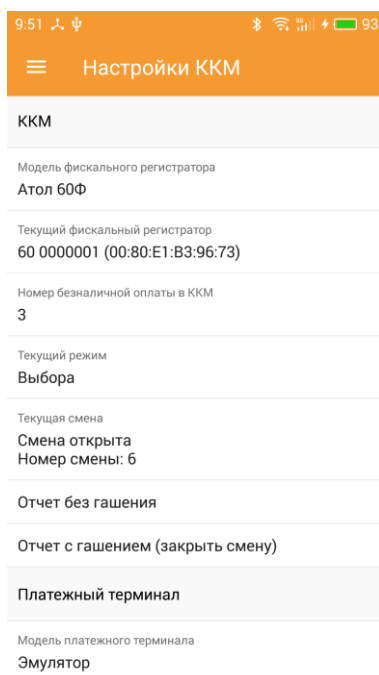 9:51 93
Настройки ККМ
ККМ
Модель фискального регистратора
Атол 60Ф
Текущий фискальный регистратор
60 0000001 (00:80:E1:B3:96:73)
Номер безналичной оплаты в ККМ
3
Текущий режим
Выбора
Текущая смена
Смена открыта
Номер смены: 6
Отчет без гашения
Отчет с гашением (закрыть смену)
Платежный терминал
Модель платежного терминала
Эмулятор